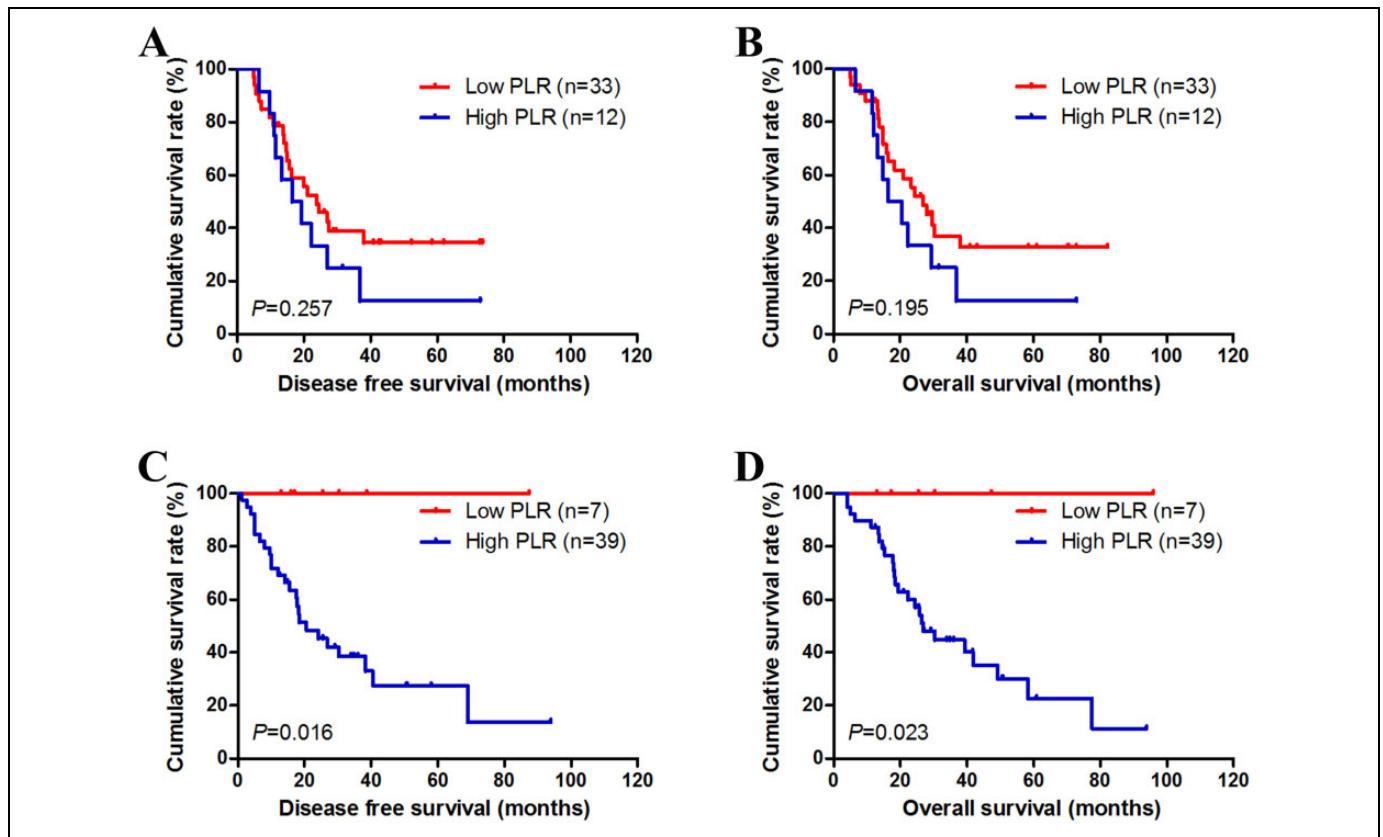 A
Cumulative survival rate (%)
100
80
60
40
20
0
Low PLR (n=33)
High PLR (n=12)
P=0.257
0 20 40 60 80 100 120
Disease free survival (months)
B
Cumulative survival rate (%)
100
80
60
40
20
0
Low PLR (n=33)
High PLR (n=12)
P=0.195
0 20 40 60 80 100 120
Overall survival (months)
C
Cumulative survival rate (%)
100
80
60
40
20
0
Low PLR (n=7)
High PLR (n=39)
P=0.016
0 20 40 60 80 100 120
Disease free survival (months)
D
Cumulative survival rate (%)
100
80
60
40
20
0
Low PLR (n=7)
High PLR (n=39)
P=0.023
0 20 40 60 80 100 120
Overall survival (months)